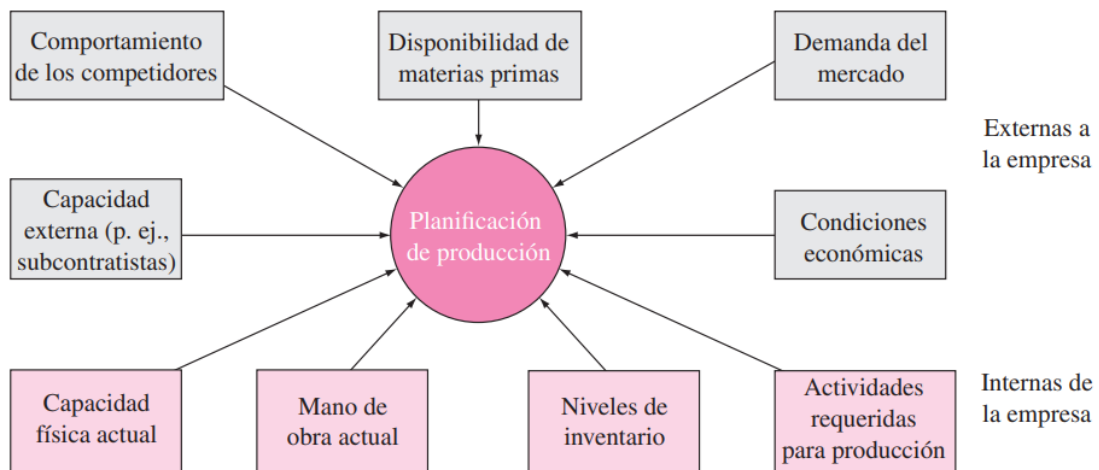 Comportamiento
de los competidores
Disponibilidad de
materias primas
Demanda del
mercado
Externas a
la empresa
Capacidad
externa (p. ej.,
subcontratistas)
Planificación
de producción
Condiciones
económicas
Capacidad
física actual
Mano de
obra actual
Niveles de
inventario
Actividades
requeridas
para producción
Internas de
la empresa